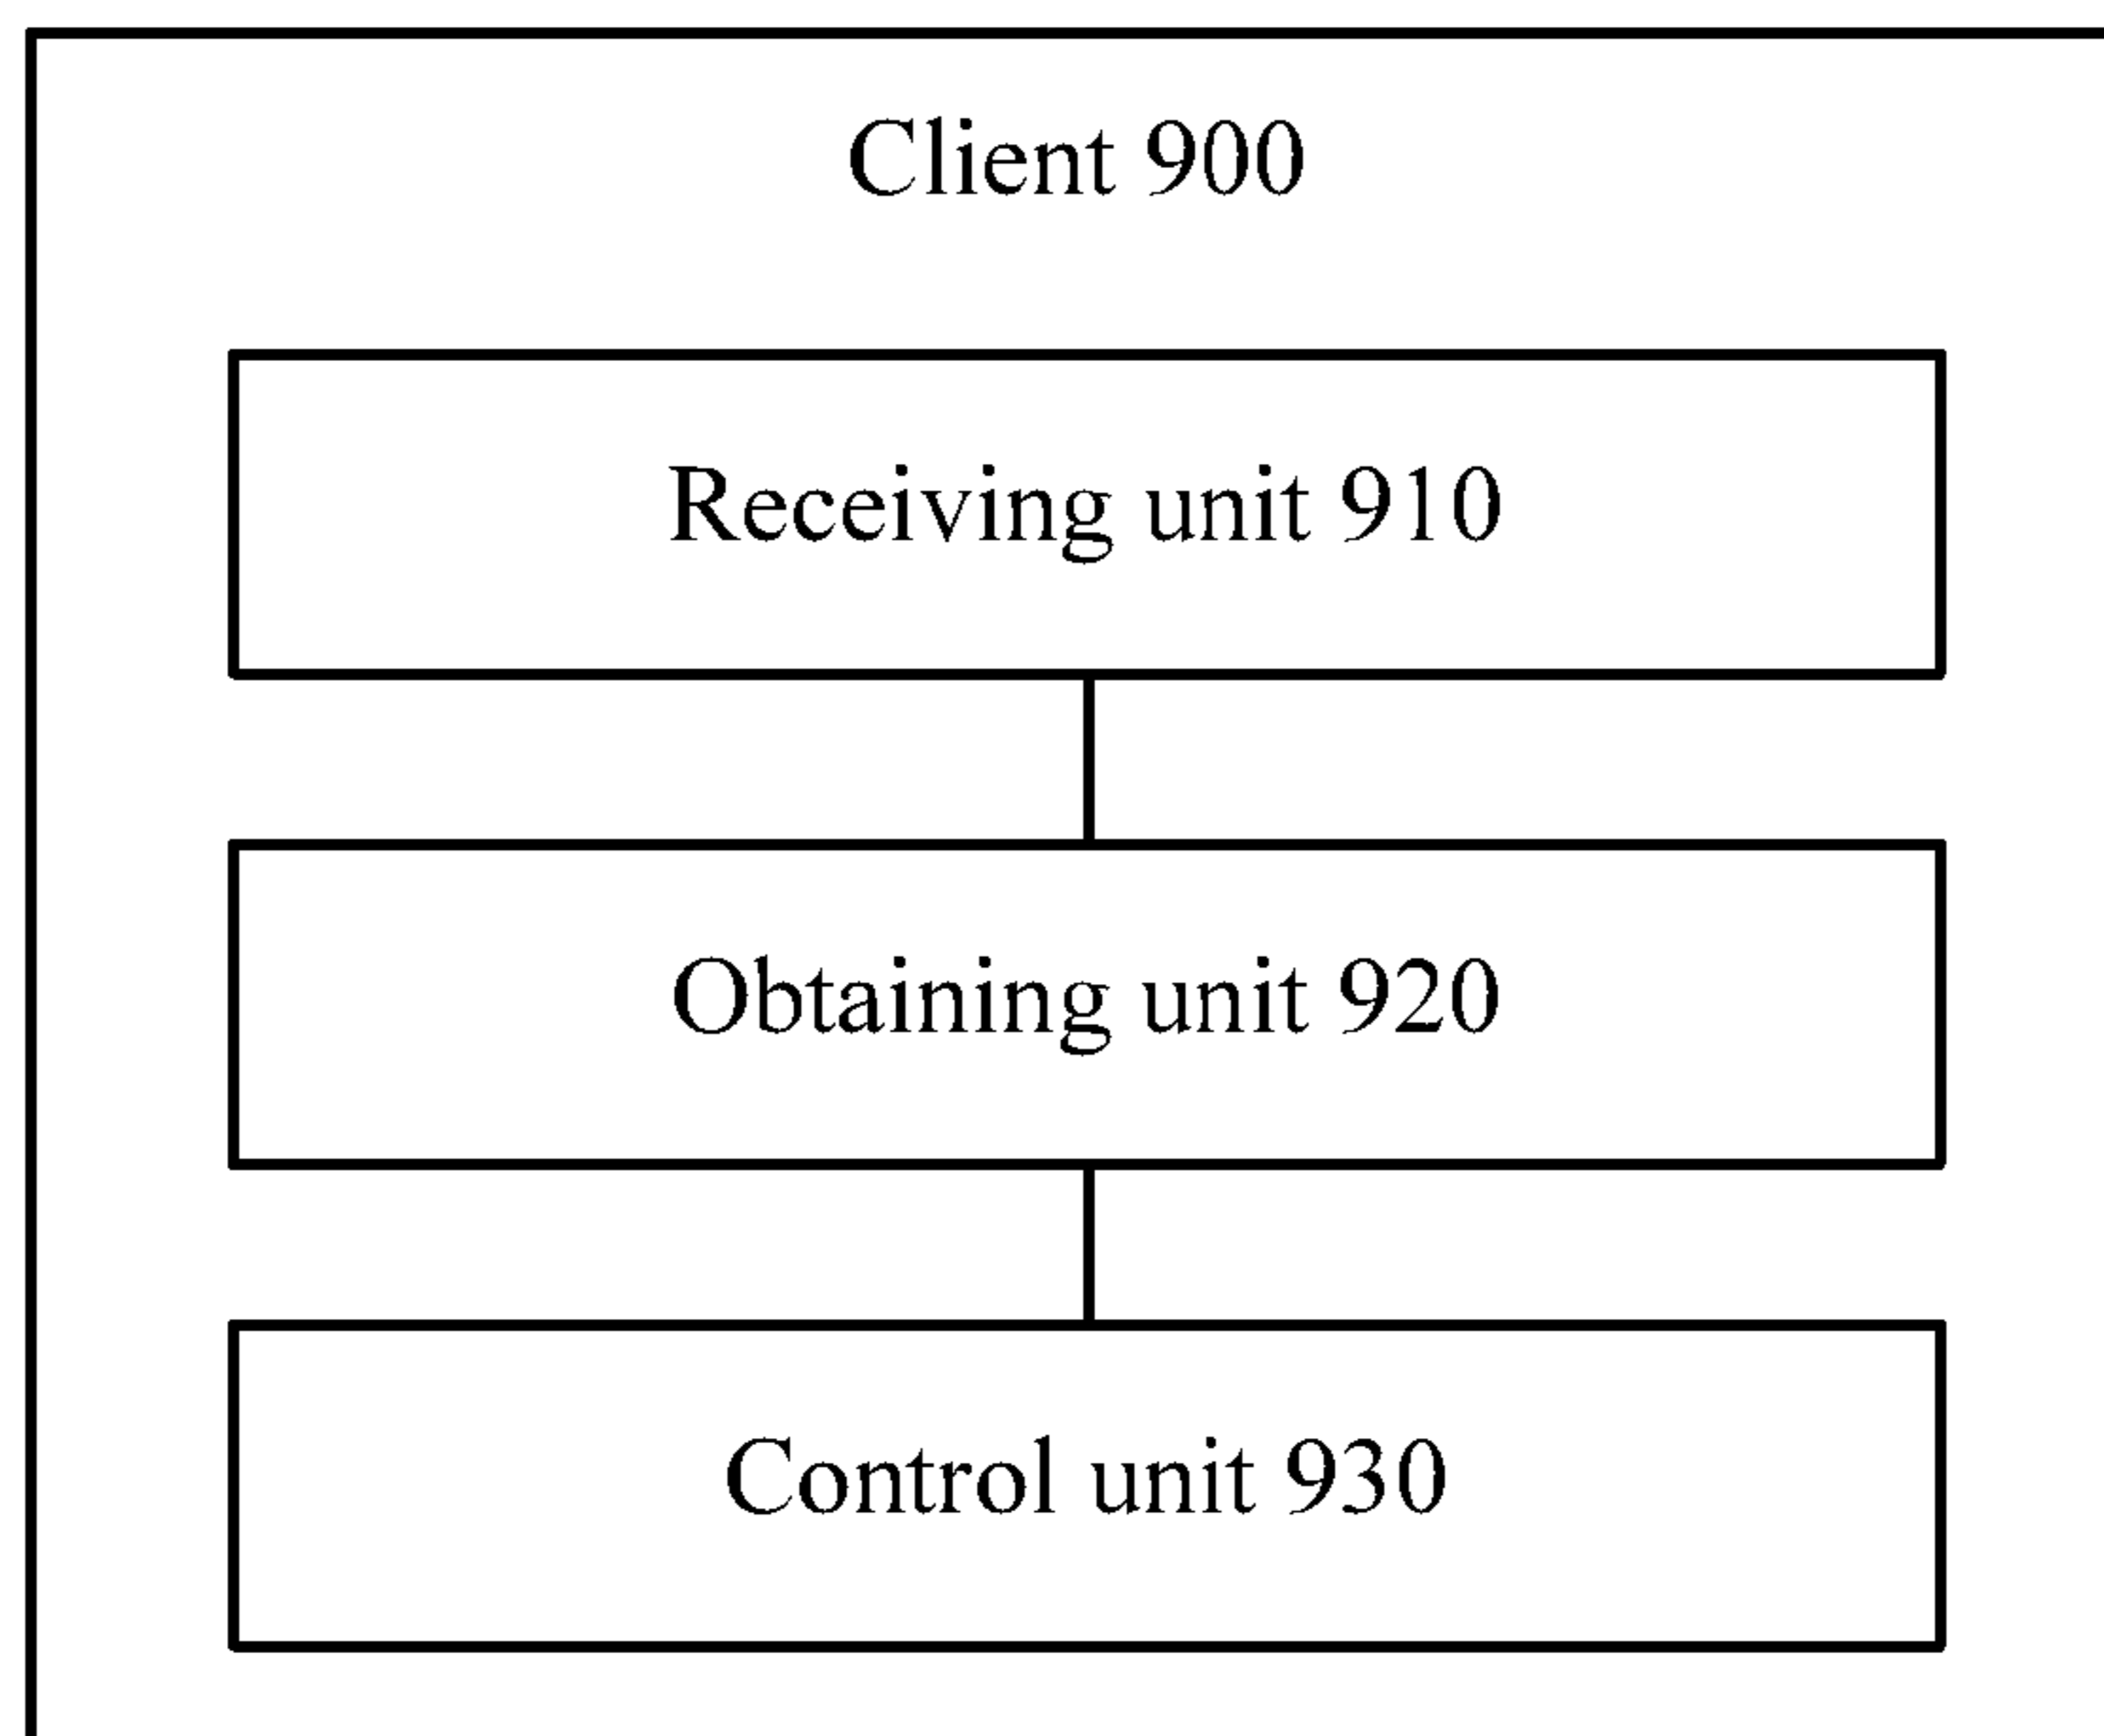 Client 900
Receiving unit 910
Obtaining unit 920
Control unit 930